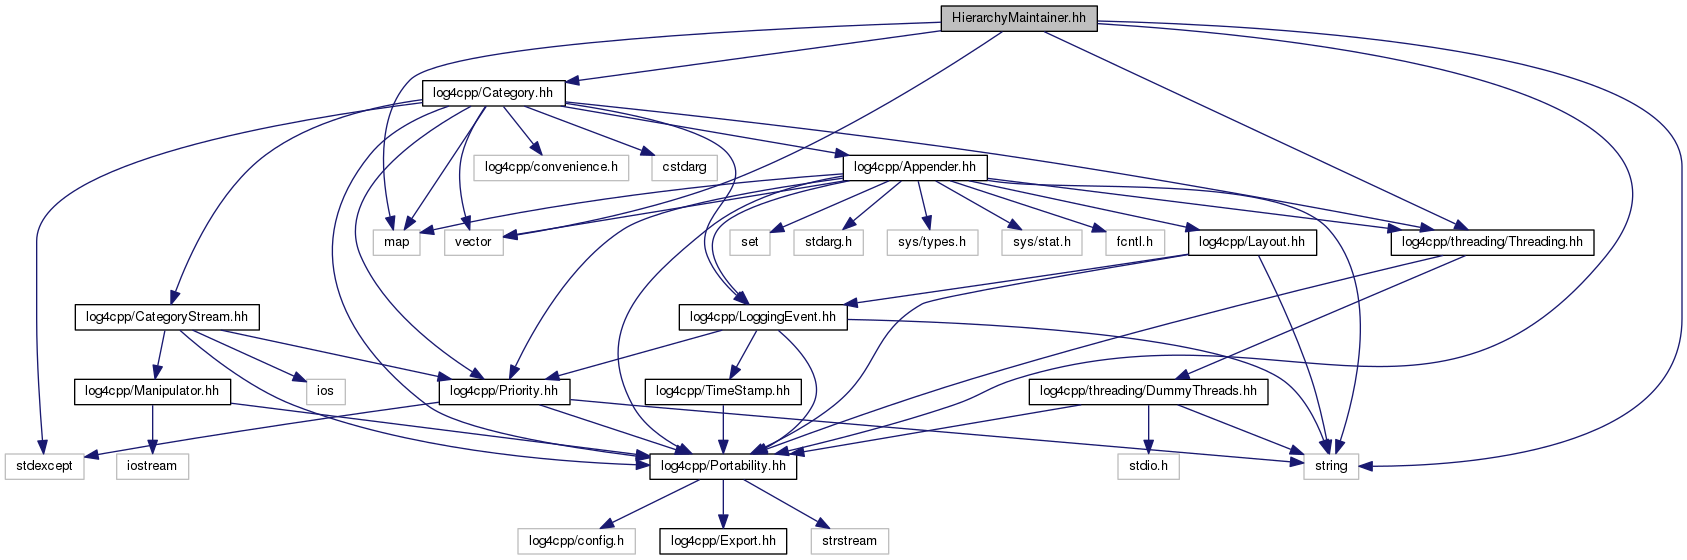 HierarchyMaintainer.hh
log4cpp/Category.hh
log4cpp/convenience.h
cstdarg
log4cpp/Appender.hh
map
vector
set
stdarg.h
sys/types.h
sys/stat.h
fcntl.h
log4cpp/Layout.hh
log4cpp/threading/Threading.hh
log4cpp/CategoryStream.hh
log4cpp/LoggingEvent.hh
log4cpp/Manipulator.hh
ios
log4cpp/Priority.hh
log4cpp/TimeStamp.hh
log4cpp/threading/DummyThreads.hh
stdexcept
iostream
log4cpp/Portability.hh
stdio.h
string
log4cpp/config.h
log4cpp/Export.hh
strstream